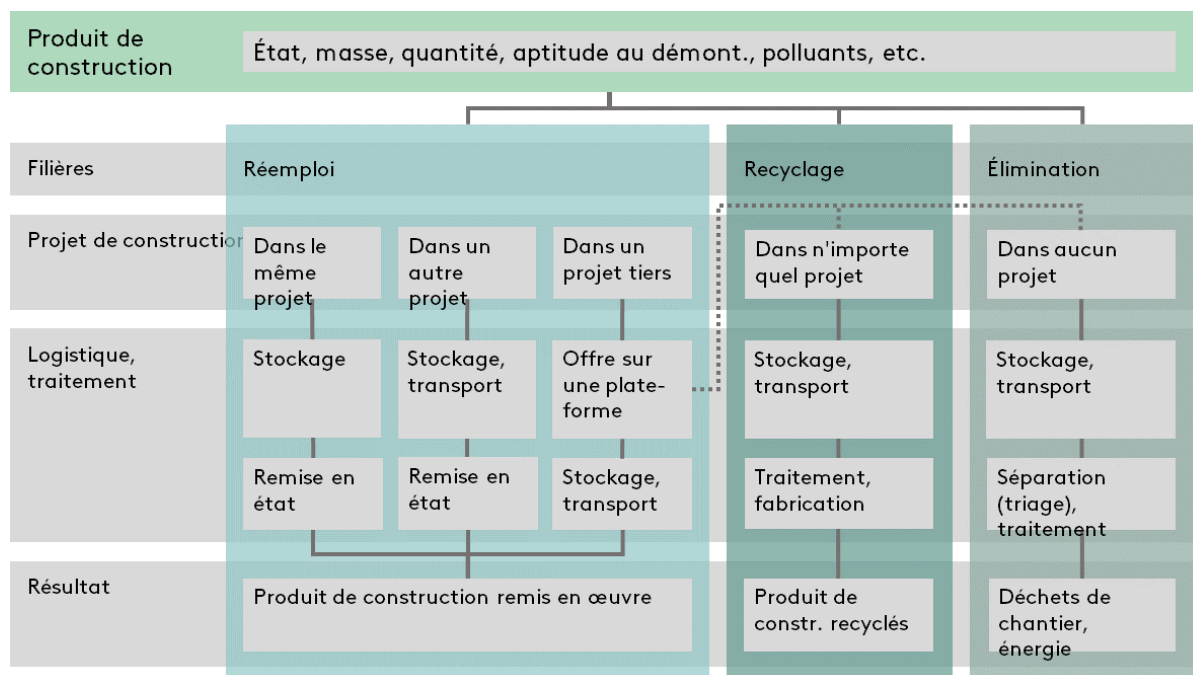 Produit de
construction
État, masse, quantité, aptitude au démont., polluants, etc.
Filières
Réemploi
Recyclage
Élimination
Projet de construction
Dans le
même
projet
Dans un
autre
projet
Dans un
projet tiers
Dans n'importe
quel projet
Dans aucun
projet
Logistique,
traitement
Stockage
Stockage,
transport
Offre sur
une plate-
forme
Stockage,
transport
Stockage,
transport
Remise en
état
Remise en
état
Stockage,
transport
Traitement,
fabrication
Séparation
(triage),
traitement
Résultat
Produit de construction remis en œuvre
Produit de
constr. recyclés
Déchets de
chantier,
énergie